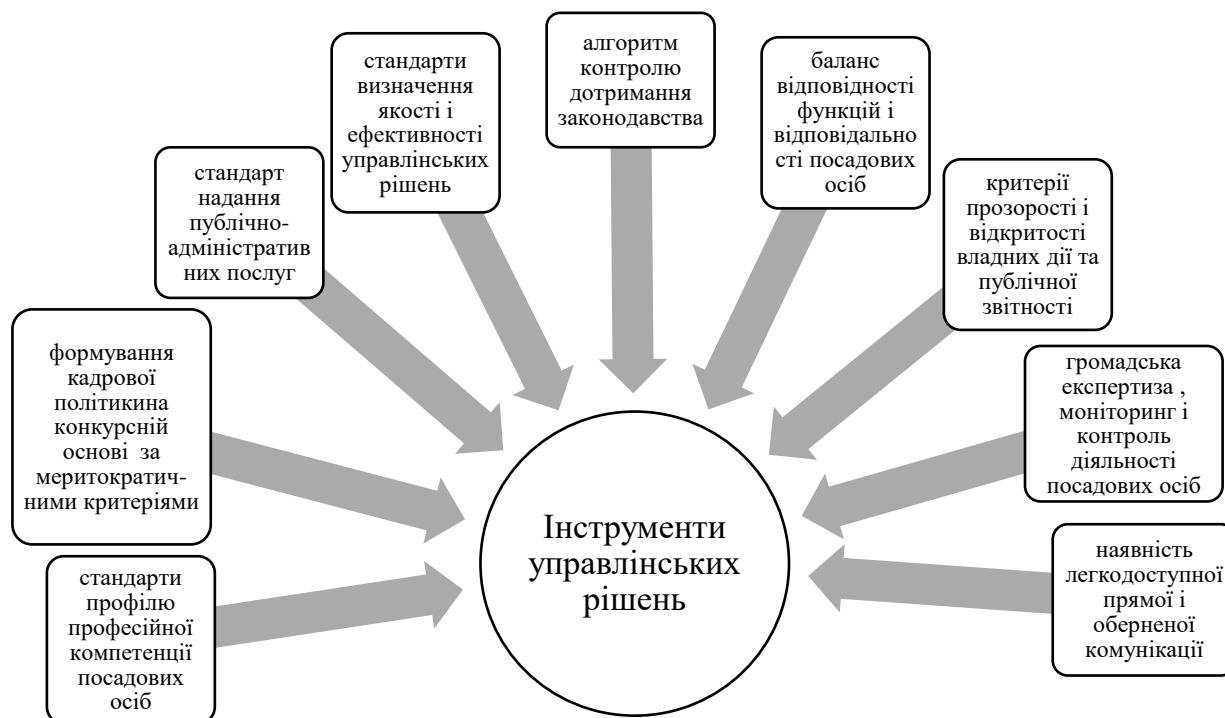 стандарти
профілю
професійної
компетенції
посадових
осіб
формування
кадрової
політикина
конкурсній
основі за
меритократич-
ними критеріями
стандарт
надання
публічно-
адміністратив
них послуг
стандарти
визначення
якості і
ефективності
управлінських
рішень
алгоритм
контролю
дотримання
законодавства
баланс
відповідності
функцій і
відповідально
сті посадових
осіб
критерії
прозорості і
відкритості
владних дії та
публічної
звітності
громадська
експертиза ,
моніторинг і
контроль
діяльності
посадових осіб
наявність
легкодоступної
прямої і
оберненої
комунікації
Інструменти
управлінських
рішень